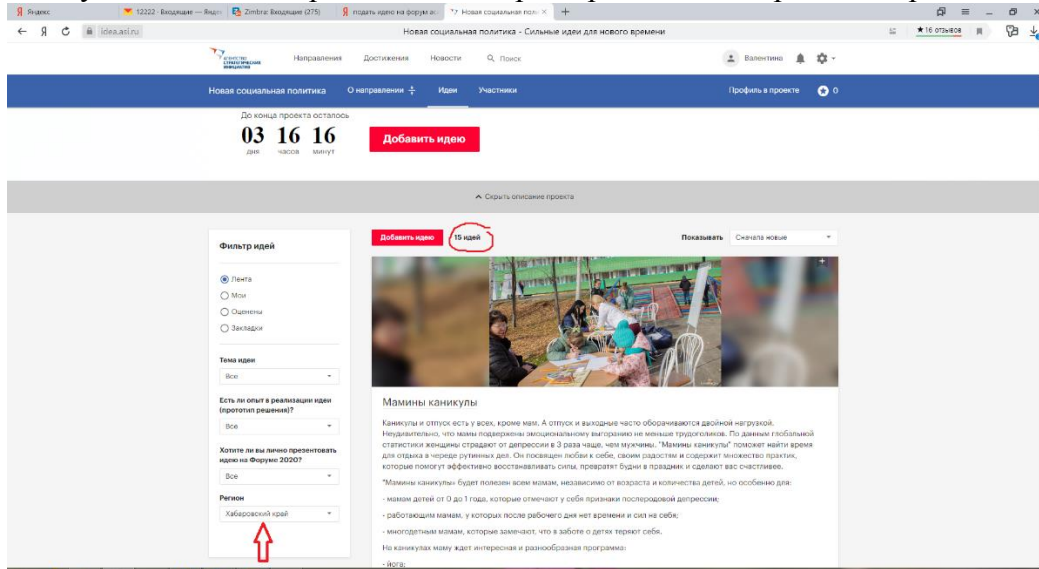 Яндекс
12222 · Входящие — Яндек
Zimbra: Входящие (275)
подать идею на форум ас
Новая социальная пол
idea.asi.ru
Новая социальная политика - Сильные идеи для нового времени
16 отзывов
АГЕНТСТВО
СТРАТЕГИЧЕСКИХ
ИНИЦИАТИВ
Направления Достижения Новости Поиск Валентина
Новая социальная политика О направлении Идеи Участники Профиль в проекте 0
До конца проекта осталось
03 16 16
дня часов минут
Добавить идею
Скрыть описание проекта
Добавить идею 15 идей Показывать Сначала новые
Фильтр идей
Лента
Мои
Оценены
Закладки
Тема идеи
Все
Есть ли опыт в реализации идеи
(прототип решения)?
Все
Хотите ли вы лично презентовать
идею на Форуме 2020?
Все
Регион
Хабаровский край
Мамины каникулы
Каникулы и отпуск есть у всех, кроме мам. А отпуск и выходные часто оборачиваются двойной нагрузкой.
Неудивительно, что мамы подвержены эмоциональному выгоранию не меньше трудоголиков. По данным глобальной
статистики женщины страдают от депрессии в 3 раза чаще, чем мужчины. "Мамины каникулы" поможет найти время
для отдыха в череде рутинных дел. Он посвящен любви к себе, своим радостям и содержит множество практик,
которые помогут эффективно восстанавливать силы, превратят будни в праздник и сделают вас счастливее.
"Мамины каникулы» будет полезен всем мамам, независимо от возраста и количества детей, но особенно для:
- мамам детей от 0 до 1 года, которые отмечают у себя признаки послеродовой депрессии;
- работающим мамам, у которых после рабочего дня нет времени и сил на себя;
- многодетным мамам, которые замечают, что в заботе о детях теряют себя.
На каникулах маму ждет интересная и разнообразная программа:
- йога;